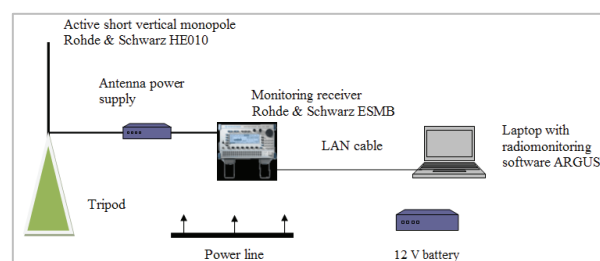 Active short vertical monopole
Rohde & Schwarz HE010
Antenna power
supply
Monitoring receiver
Rohde & Schwarz ESMB
LAN cable
Laptop with
radiomonitoring
software ARGUS
Tripod
Power line
12 V battery